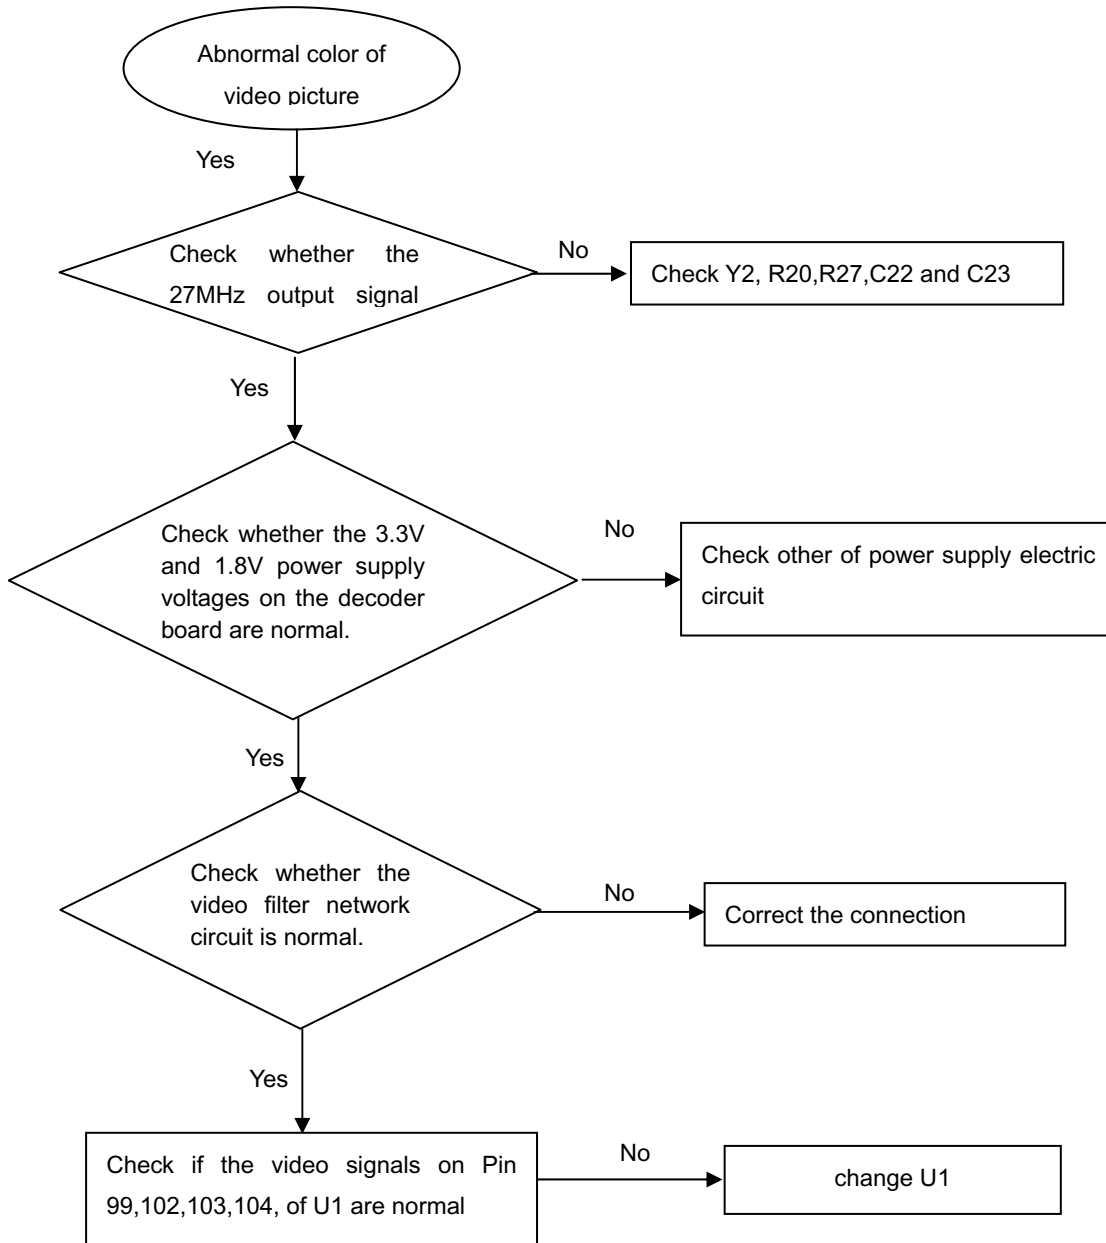 Abnormal color of
video picture
Yes
Check whether the
27MHz output signal
No
Check Y2, R20,R27,C22 and C23
Yes
Check whether the 3.3V
and 1.8V power supply
voltages on the decoder
board are normal.
No
Check other of power supply electric
circuit
Yes
Check whether the
video filter network
circuit is normal.
No
Correct the connection
Yes
Check if the video signals on Pin
99,102,103,104, of U1 are normal
No
change U1